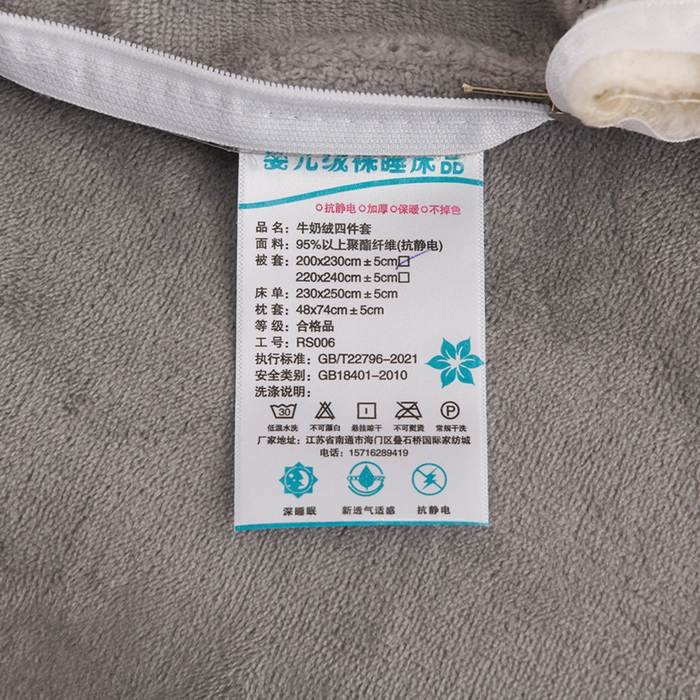 婴儿绒裸睡床品
○抗静电○加厚○保暖○不掉色
品名：牛奶绒四件套
面料：95%以上聚酯纤维(抗静电)
被套：200x230cm±5cm□
220x240cm±5cm□
床单：230x250cm±5cm
枕套：48x74cm±5cm
等级：合格品
工号：RS006
执行标准：GB/T22796-2021
安全类别：GB18401-2010
洗涤说明：
30 P
低温水洗 不可漂白 悬挂晾干 不可熨烫 常规干洗
厂家地址：江苏省南通市海门区叠石桥国际家纺城
电话：15716289419
深睡眠 新透气适感 抗静电